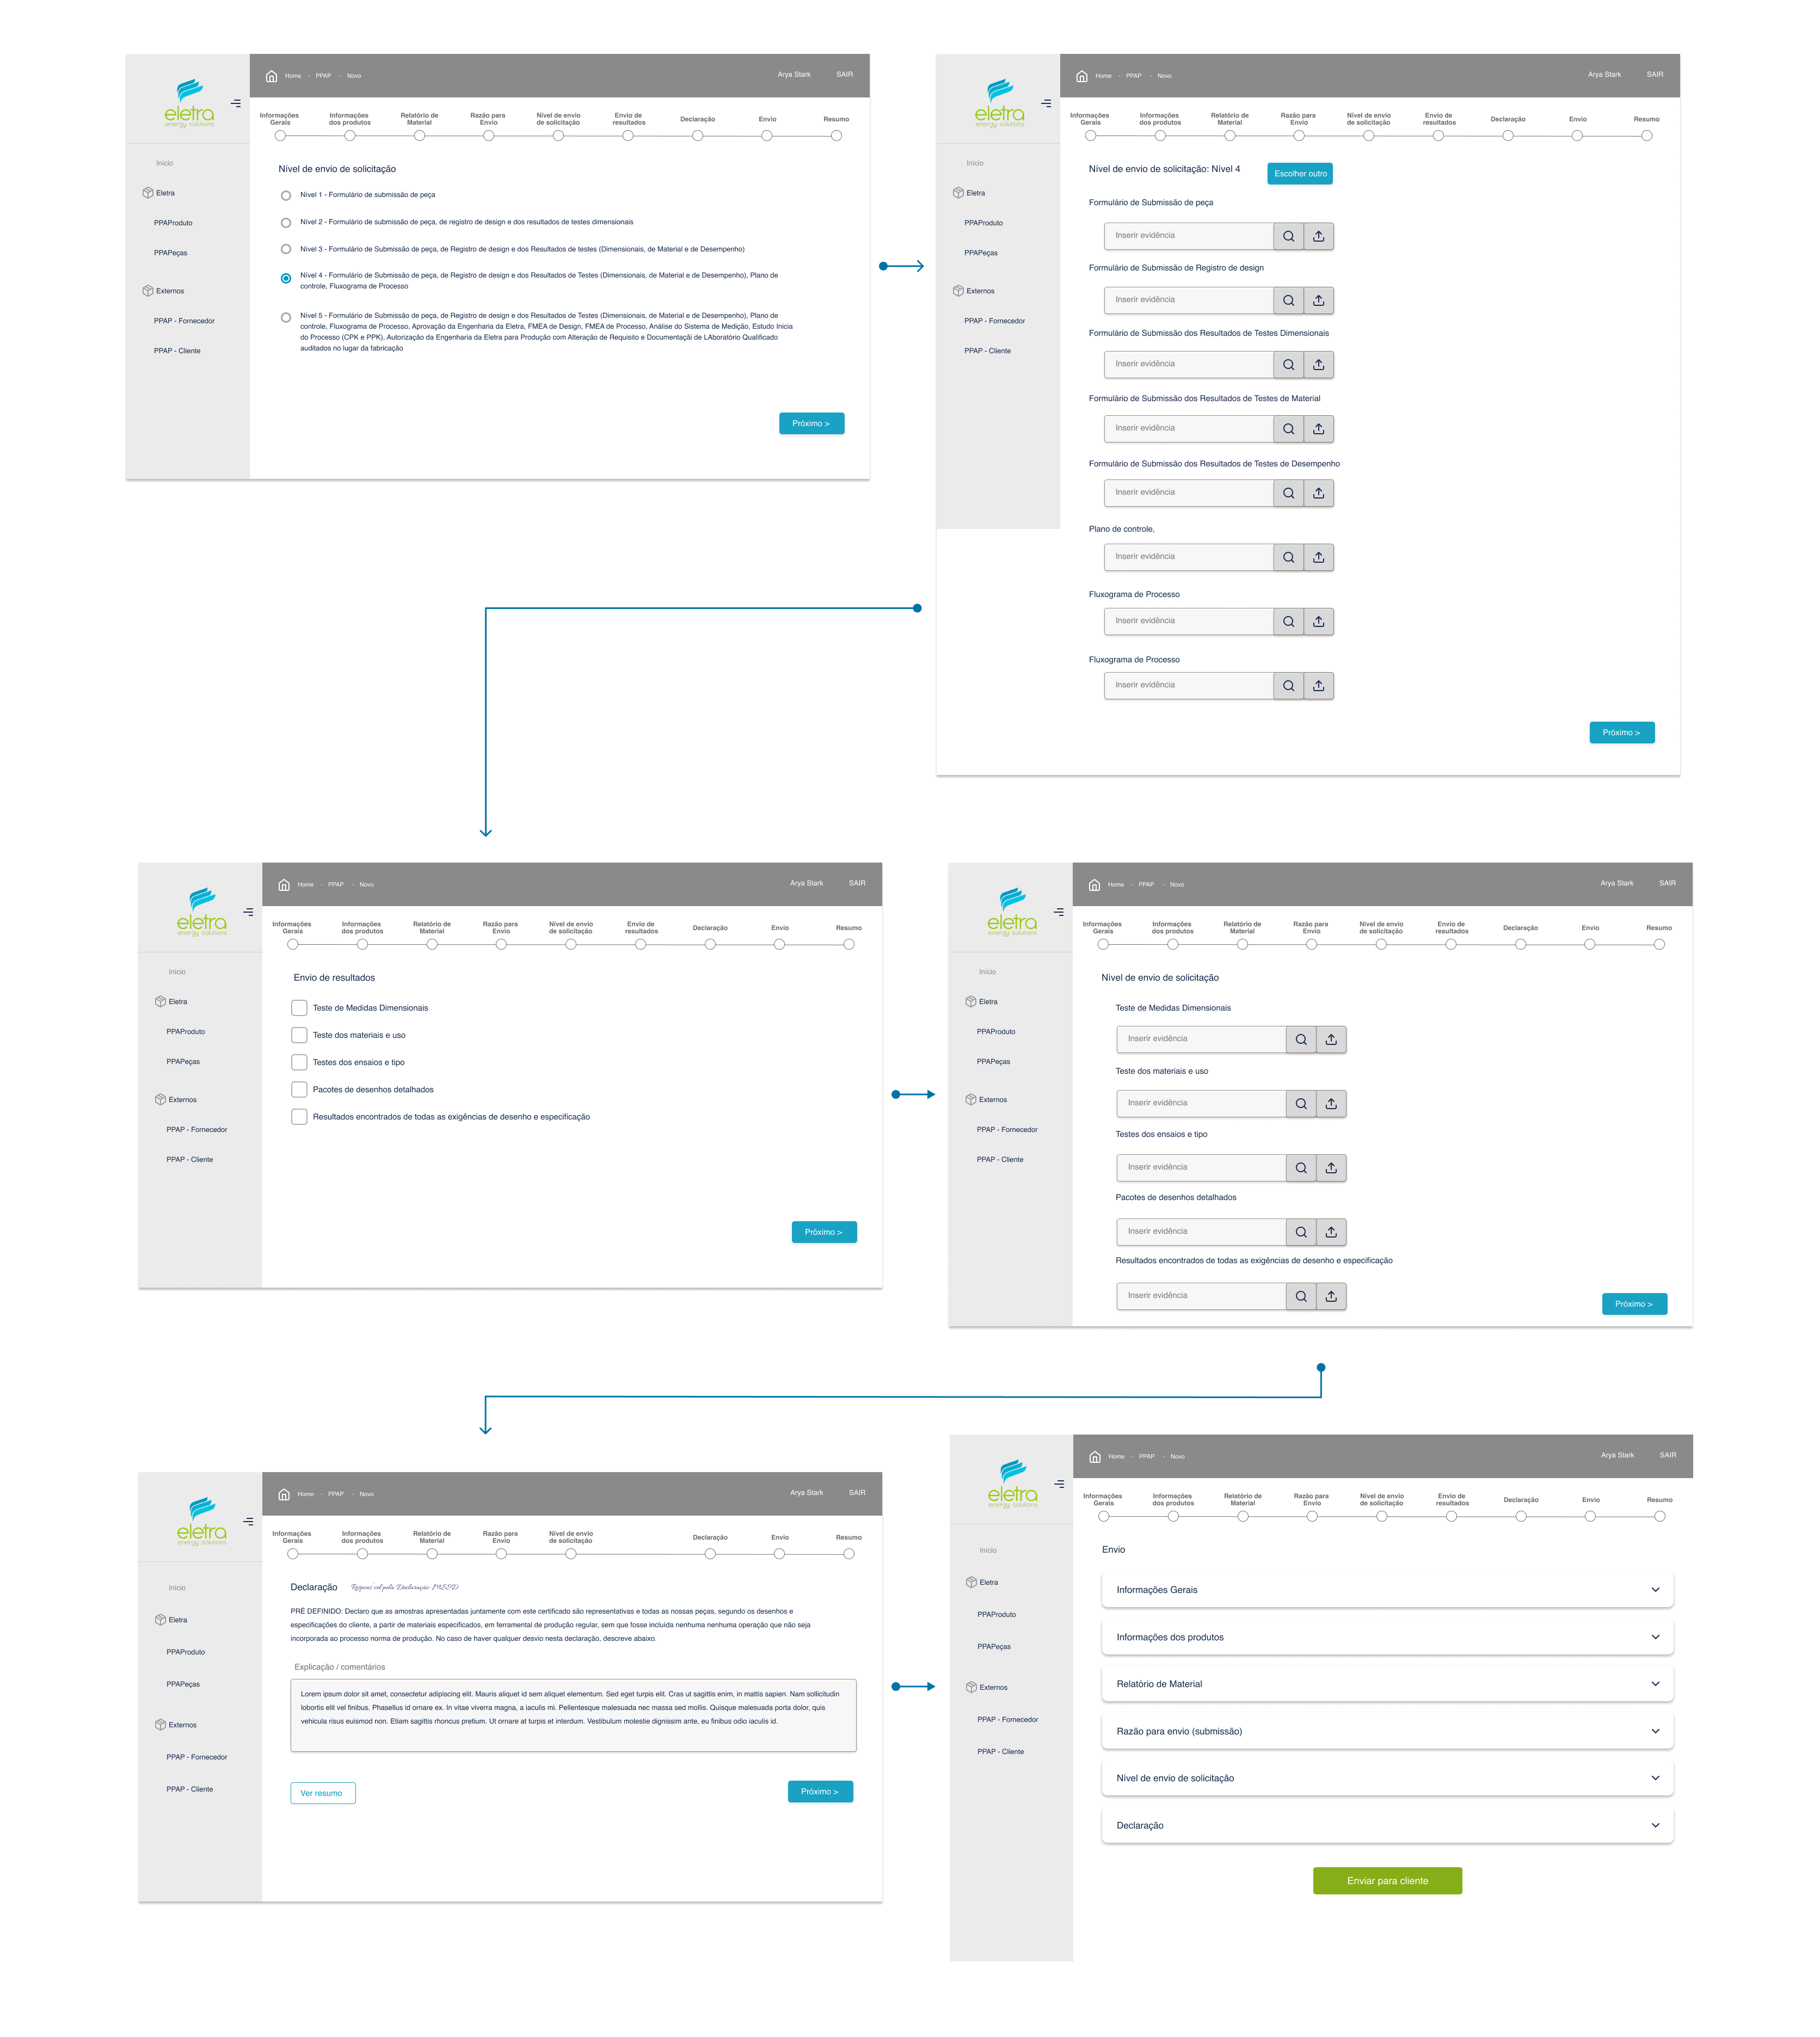 eletra
energy solutions
Inicio
Eletra
PPAProduto
PPAPeças
Externos
PPAP - Fornecedor
PPAP - Cliente
Home - PPAP - Novo
Arya Stark SAIR
Informações Gerais
Informações dos produtos
Relatório de Material
Razão para Envio
Nível de envio de solicitação
Envio de resultados
Declaração
Envio
Resumo
Nível de envio de solicitação
Nível 1 - Formulário de submissão de peça
Nível 2 - Formulário de submissão de peça, de registro de design e dos resultados de testes dimensionais
Nível 3 - Formulário de Submissão de peça, de Registro de design e dos Resultados de testes (Dimensionais, de Material e de Desempenho)
Nível 4 - Formulário de Submissão de peça, de Registro de design e dos Resultados de Testes (Dimensionais, de Material e de Desempenho), Plano de
controle, Fluxograma de Processo
Nível 5 - Formulário de Submissão de peça, de Registro de design e dos Resultados de Testes (Dimensionais, de Material e de Desempenho), Plano de
controle, Fluxograma de Processo, Aprovação da Engenharia da Eletra, FMEA de Design, FMEA de Processo, Análise do Sistema de Medição, Estudo Inicia
do Processo (CPK e PPK), Autorização da Engenharia da Eletra para Produção com Alteração de Requisito e Documentaçãi de LAboratório Qualificado
auditados no lugar da fabricação
Próximo >
eletra
energy solutions
Inicio
Eletra
PPAProduto
PPAPeças
Externos
PPAP - Fornecedor
PPAP - Cliente
Home - PPAP - Novo
Arya Stark SAIR
Informações Gerais
Informações dos produtos
Relatório de Material
Razão para Envio
Nível de envio de solicitação
Envio de resultados
Declaração
Envio
Resumo
Nível de envio de solicitação: Nível 4
Escolher outro
Formulário de Submissão de peça
Inserir evidência
Formulário de Submissão de Registro de design
Inserir evidência
Formulário de Submissão dos Resultados de Testes Dimensionais
Inserir evidência
Formulário de Submissão dos Resultados de Testes de Material
Inserir evidência
Formulário de Submissão dos Resultados de Testes de Desempenho
Inserir evidência
Plano de controle,
Inserir evidência
Fluxograma de Processo
Inserir evidência
Fluxograma de Processo
Inserir evidência
Próximo >
eletra
energy solutions
Inicio
Eletra
PPAProduto
PPAPeças
Externos
PPAP - Fornecedor
PPAP - Cliente
Home - PPAP - Novo
Arya Stark SAIR
Informações Gerais
Informações dos produtos
Relatório de Material
Razão para Envio
Nível de envio de solicitação
Envio de resultados
Declaração
Envio
Resumo
Envio de resultados
Teste de Medidas Dimensionais
Teste dos materiais e uso
Testes dos ensaios e tipo
Pacotes de desenhos detalhados
Resultados encontrados de todas as exigências de desenho e especificação
Próximo >
eletra
energy solutions
Inicio
Eletra
PPAProduto
PPAPeças
Externos
PPAP - Fornecedor
PPAP - Cliente
Home - PPAP - Novo
Arya Stark SAIR
Informações Gerais
Informações dos produtos
Relatório de Material
Razão para Envio
Nível de envio de solicitação
Envio de resultados
Declaração
Envio
Resumo
Nível de envio de solicitação
Teste de Medidas Dimensionais
Inserir evidência
Teste dos materiais e uso
Inserir evidência
Testes dos ensaios e tipo
Inserir evidência
Pacotes de desenhos detalhados
Inserir evidência
Resultados encontrados de todas as exigências de desenho e especificação
Inserir evidência
Próximo >
eletra
energy solutions
Inicio
Eletra
PPAProduto
PPAPeças
Externos
PPAP - Fornecedor
PPAP - Cliente
Home - PPAP - Novo
Arya Stark SAIR
Informações Gerais
Informações dos produtos
Relatório de Material
Razão para Envio
Nível de envio de solicitação
Declaração
Envio
Resumo
Declaração
pela Declaração: MSSD
PRÉ DEFINIDO: Declaro que as amostras apresentadas juntamente com este certificado são representativas e todas as nossas peças, segundo os desenhos e
especificações do cliente, a partir de materiais especificados, em ferramental de produção regular, sem que fosse incluída nenhuma nenhuma operação que não seja
incorporada ao processo norma de produção. No caso de haver qualquer desvio nesta declaração, descreve abaixo.
Explicação / comentários
Lorem ipsum dolor sit amet, consectetur adipiscing elit. Mauris aliquet id sem aliquet elementum. Sed eget turpis elit. Cras ut sagittis enim, in mattis sapien. Nam sollicitudin
lobortis elit vel finibus. Phasellus id ornare ex. In vitae viverra magna, a iaculis mi. Pellentesque malesuada nec massa sed mollis. Quisque malesuada porta dolor, quis
vehicula risus euismod non. Etiam sagittis rhoncus pretium. Ut ornare at turpis et interdum. Vestibulum molestie dignissim ante, eu finibus odio iaculis id.
Ver resumo
Próximo >
eletra
energy solutions
Inicio
Eletra
PPAProduto
PPAPeças
Externos
PPAP - Fornecedor
PPAP - Cliente
Home - PPAP - Novo
Arya Stark SAIR
Informações Gerais
Informações dos produtos
Relatório de Material
Razão para Envio
Nível de envio de solicitação
Envio de resultados
Declaração
Envio
Resumo
Envio
Informações Gerais
Informações dos produtos
Relatório de Material
Razão para envio (submissão)
Nível de envio de solicitação
Declaração
Enviar para cliente